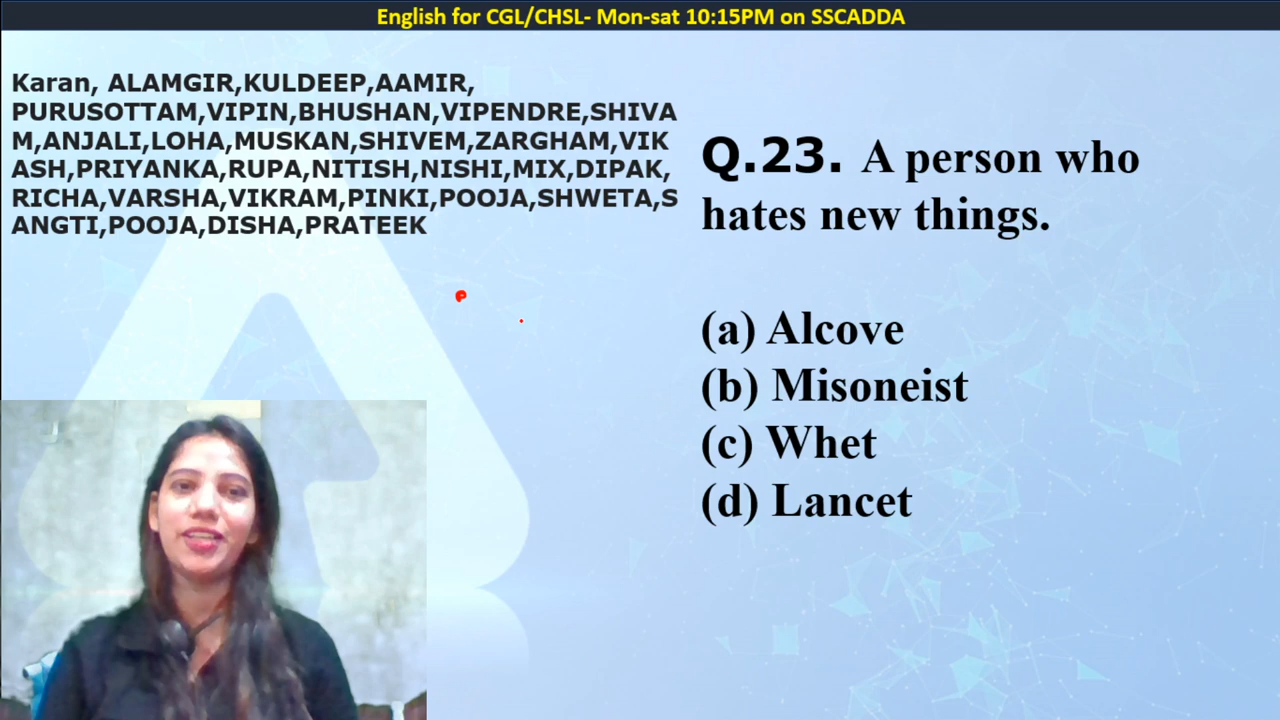 English for CGL/CHSL- Mon-sat 10:15PM on SSCADDA
Karan, ALAMGIR,KULDEEP,AAMIR,
PURUSOTTAM,VIPIN,BHUSHAN,VIPENDRE,SHIVA
M,ANJALI,LOHA,MUSKAN,SHIVEM,ZARGHAM,VIK
ASH,PRIYANKA,RUPA,NITISH,NISHI,MIX,DIPAK,
RICHA,VARSHA,VIKRAM,PINKI,POOJA,SHWETA,S
ANGTI,POOJA,DISHA,PRATEEK
Q.23. A person who
hates new things.
(a) Alcove
(b) Misoneist
(c) Whet
(d) Lancet